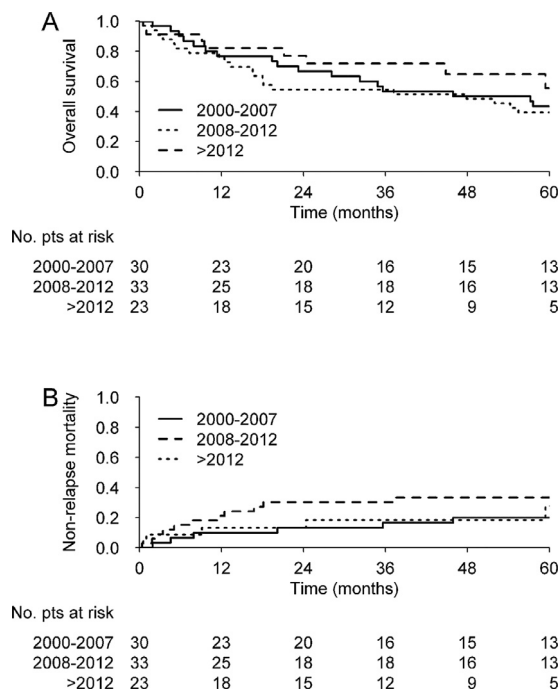 A
Overall survival
1.0
0.8
0.6
0.4
0.2
0.0
2000-2007
2008-2012
>2012
0 12 24 36 48 60
Time (months)
No. pts at risk
2000-2007 30 23 20 16 15 13
2008-2012 33 25 18 18 16 13
>2012 23 18 15 12 9 5
B
Non-relapse mortality
1.0
0.8
0.6
0.4
0.2
0.0
2000-2007
2008-2012
>2012
0 12 24 36 48 60
Time (months)
No. pts at risk
2000-2007 30 23 20 16 15 13
2008-2012 33 25 18 18 16 13
>2012 23 18 15 12 9 5